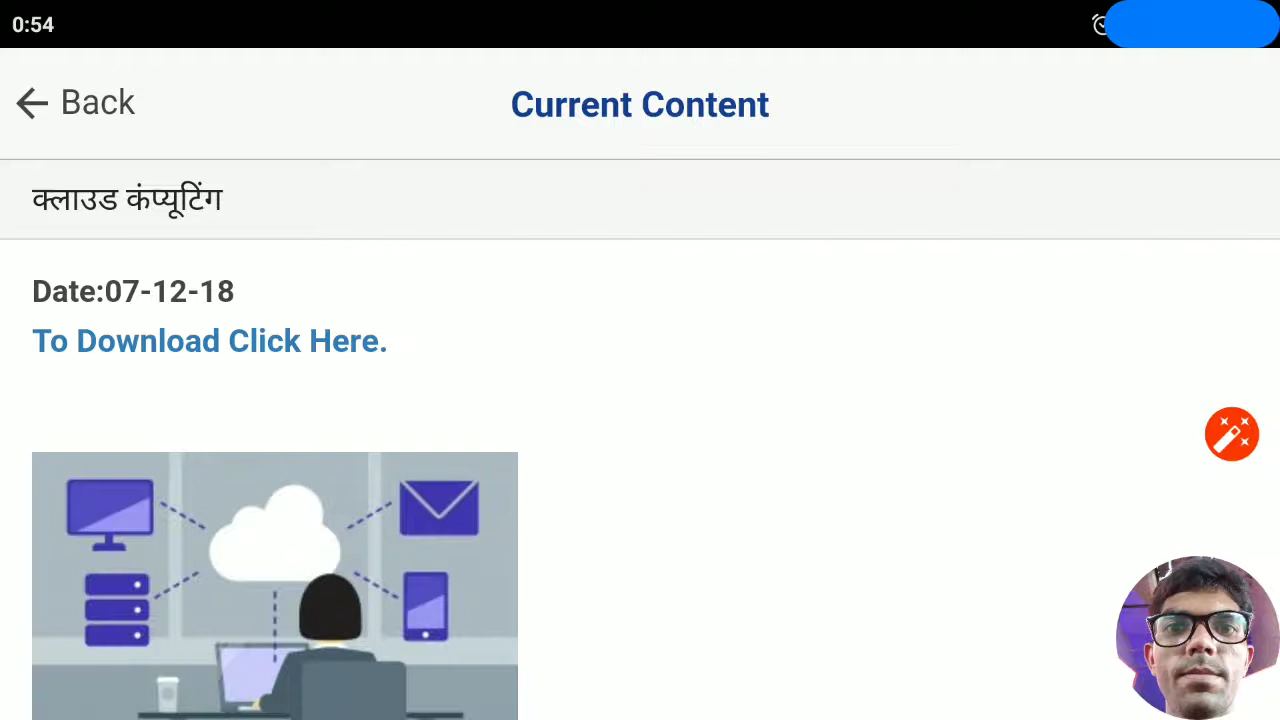 0:54
Back
Current Content
क्लाउड कंप्यूटिंग
Date:07-12-18
To Download Click Here.